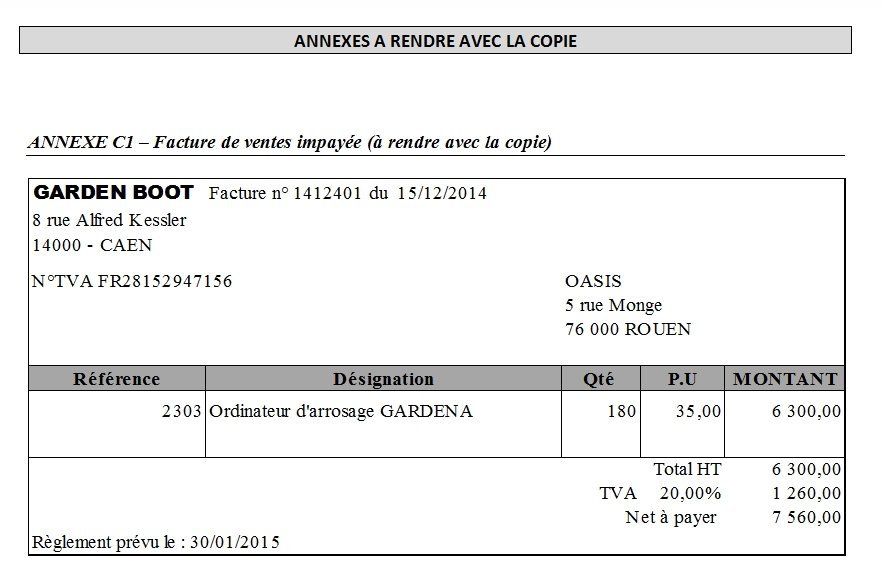 ANNEXES A RENDRE AVEC LA COPIE
ANNEXE C1 – Facture de ventes impayée (à rendre avec la copie)
GARDEN BOOT Facture n° 1412401 du 15/12/2014
8 rue Alfred Kessler
14000 - CAEN
N°TVA FR28152947156
OASIS
5 rue Monge
76 000 ROUEN
Référence Désignation Qté P.U MONTANT
2303 Ordinateur d'arrosage GARDENA 180 35,00 6 300,00
Total HT 6 300,00
TVA 20,00% 1 260,00
Net à payer 7 560,00
Règlement prévu le : 30/01/2015